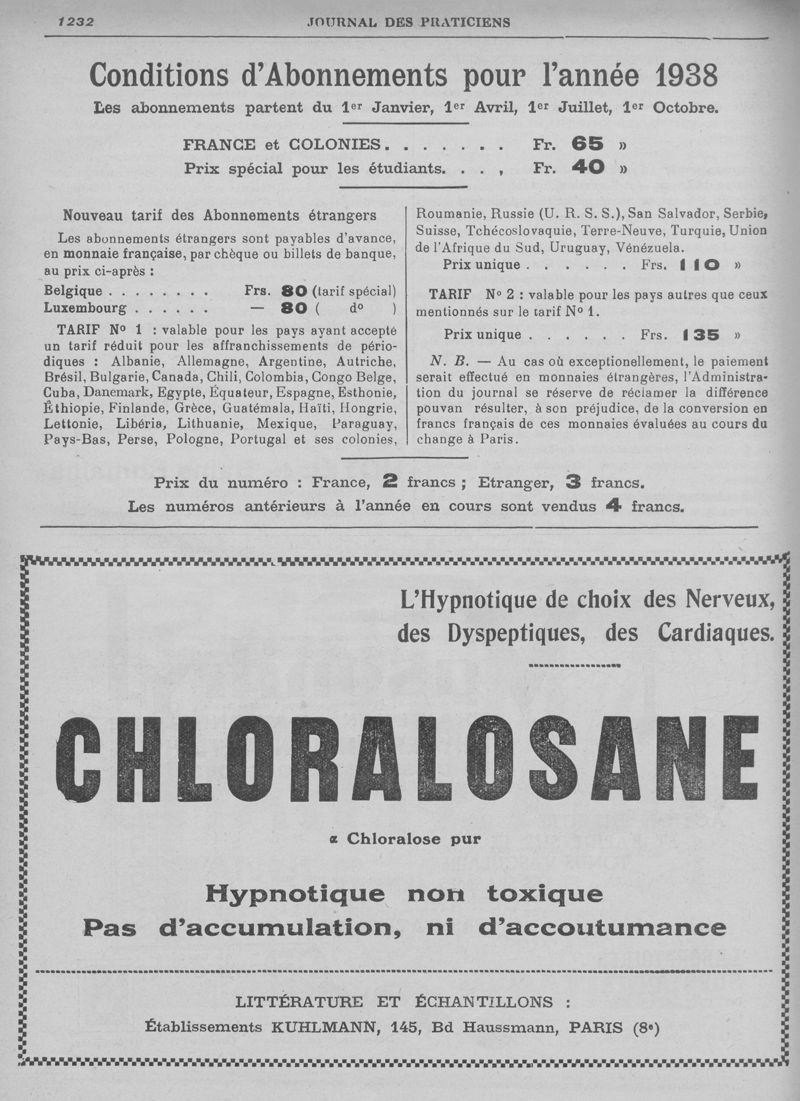 1232
JOURNAL DES PRATICIENS
Conditions d'Abonnements pour l'année 1938
Les abonnements partent du 1er Janvier, 1er Avril, 1er Juillet, 1er Octobre.
FRANCE et COLONIES. . . . . . . Fr. 65 »
Prix spécial pour les étudiants. . . , Fr. 40 »
Nouveau tarif des Abonnements étrangers
Les abonnements étrangers sont payables d'avance,
en monnaie française, par chèque ou billets de banque,
au prix ci-après :
Belgique . . . . . . . . Frs. 80 (tarif spécial)
Luxembourg . . . . . . — 80 ( do )
TARIF No 1 : valable pour les pays ayant accepté
un tarif réduit pour les affranchissements de pério-
diques : Albanie, Allemagne, Argentine, Autriche,
Brésil, Bulgarie, Canada, Chili, Colombia, Congo Belge,
Cuba, Danemark, Egypte, Équateur, Espagne, Esthonie,
Éthiopie, Finlande, Grèce, Guatémala, Haïti, Hongrie,
Lettonie, Libéria, Lithuanie, Mexique, Paraguay,
Pays-Bas, Perse, Pologne, Portugal et ses colonies,
Roumanie, Russie (U. R. S. S.), San Salvador, Serbie,
Suisse, Tchécoslovaquie, Terre-Neuve, Turquie, Union
de l'Afrique du Sud, Uruguay, Vénézuela.
Prix unique . . . . . . Frs. 110 »
TARIF No 2 : valable pour les pays autres que ceux
mentionnés sur le tarif No 1.
Prix unique . . . . . . Frs. 135 »
N. B. — Au cas où exceptionellement, le paiement
serait effectué en monnaies étrangères, l'Administra-
tion du journal se réserve de réclamer la différence
pouvan résulter, à son préjudice, de la conversion en
francs français de ces monnaies évaluées au cours du
change à Paris.
Prix du numéro : France, 2 francs ; Etranger, 3 francs.
Les numéros antérieurs à l'année en cours sont vendus 4 francs.
L'Hypnotique de choix des Nerveux,
des Dyspeptiques, des Cardiaques.
CHLORALOSANE
α Chloralose pur
Hypnotique non toxique
Pas d'accumulation, ni d'accoutumance
LITTÉRATURE ET ÉCHANTILLONS :
Établissements KUHLMANN, 145, Bd Haussmann, PARIS (8e)